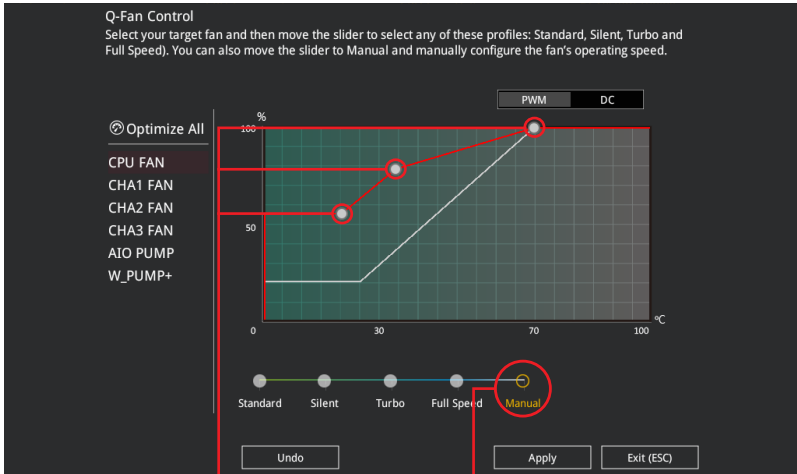 Q-Fan Control
Select your target fan and then move the slider to select any of these profiles: Standard, Silent, Turbo and
Full Speed). You can also move the slider to Manual and manually configure the fan's operating speed.
PWM DC
Optimize All
%
100
CPU FAN
CHA1 FAN
CHA2 FAN
50
CHA3 FAN
AIO PUMP
W_PUMP+
°C
0 30 70 100
Standard Silent Turbo Full Speed Manual
Undo Apply Exit (ESC)